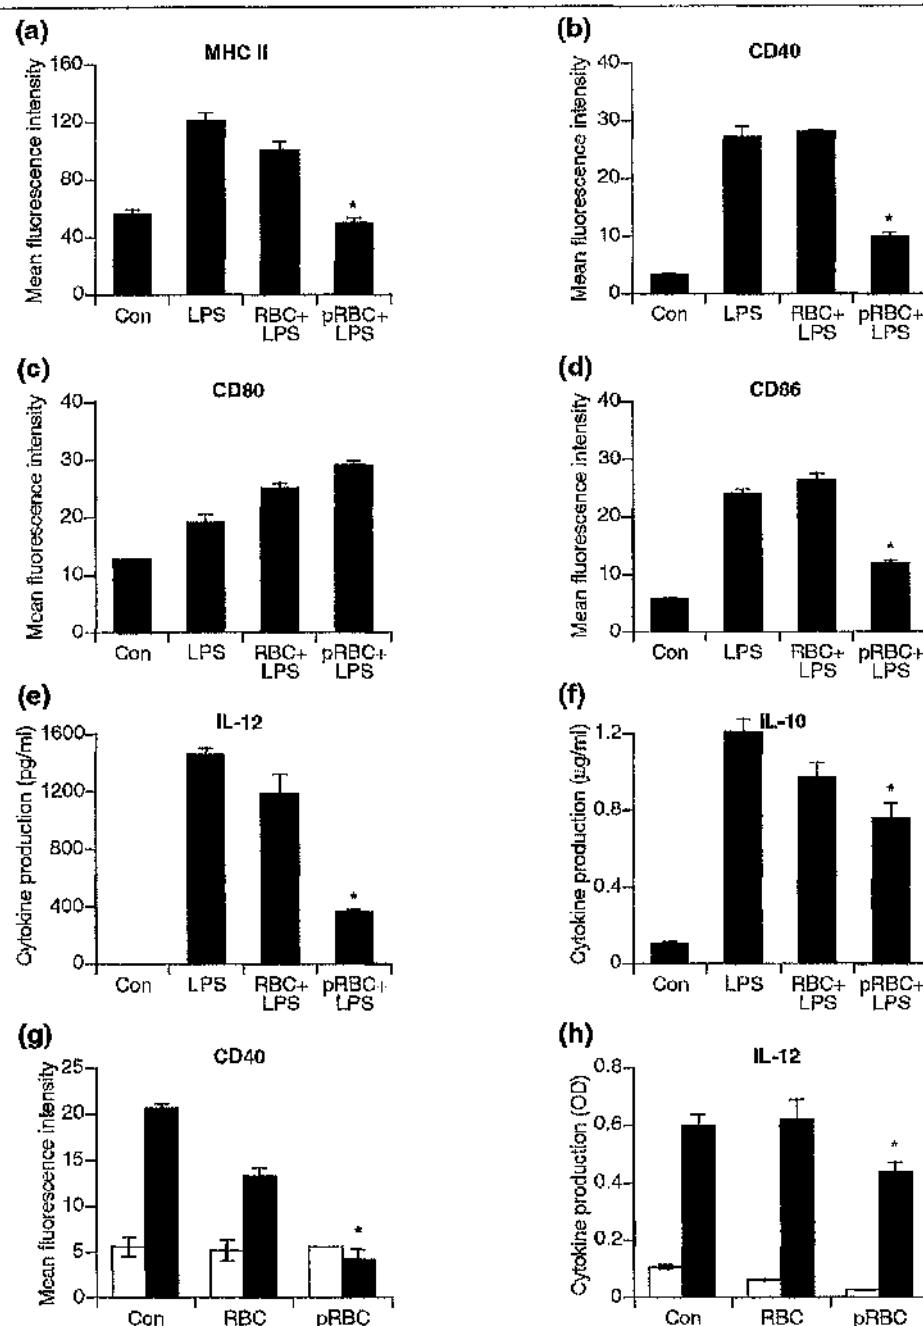 (a)
MHC II
Mean fluorescence intensity
160
120
80
40
0
Con LPS RBC+ LPS pRBC+ LPS
(b)
CD40
Mean fluorescence intensity
40
30
20
10
0
Con LPS RBC+ LPS pRBC+ LPS
*
*
(c)
CD80
Mean fluorescence intensity
40
30
20
10
0
Con LPS RBC+ LPS pRBC+ LPS
(d)
CD86
Mean fluorescence intensity
40
30
20
10
0
Con LPS RBC+ LPS pRBC+ LPS
*
(e)
IL-12
Cytokine production (pg/ml)
1600
1200
800
400
0
Con LPS RBC+ LPS pRBC+ LPS
*
(f)
IL-10
Cytokine production (µg/ml)
1.2
0.8
0.4
0
Con LPS RBC+ LPS pRBC+ LPS
*
(g)
CD40
Mean fluorescence intensity
25
20
15
10
5
0
Con RBC pRBC
*
(h)
IL-12
Cytokine production (OD)
0.8
0.6
0.4
0.2
0
Con RBC pRBC
*